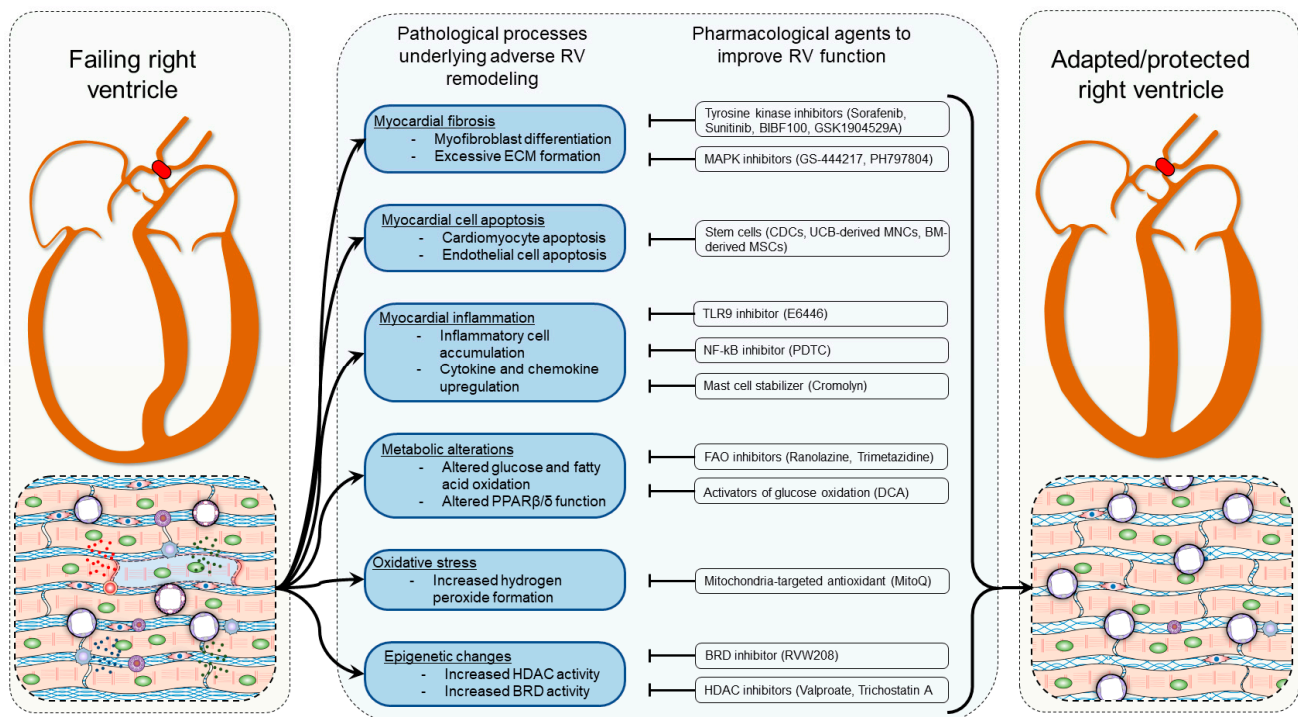 Failing right
ventricle
Pathological processes
underlying adverse RV
remodeling
Pharmacological agents to
improve RV function
Adapted/protected
right ventricle
Myocardial fibrosis
- Myofibroblast differentiation
- Excessive ECM formation
Tyrosine kinase inhibitors (Sorafenib,
Sunitinib, BIBF100, GSK1904529A)
MAPK inhibitors (GS-444217, PH797804)
Myocardial cell apoptosis
- Cardiomyocyte apoptosis
- Endothelial cell apoptosis
Stem cells (CDCs, UCB-derived MNCs, BM-
derived MSCs)
Myocardial inflammation
- Inflammatory cell
accumulation
- Cytokine and chemokine
upregulation
TLR9 inhibitor (E6446)
NF-kB inhibitor (PDTC)
Mast cell stabilizer (Cromolyn)
Metabolic alterations
- Altered glucose and fatty
acid oxidation
- Altered PPARβ/δ function
FAO inhibitors (Ranolazine, Trimetazidine)
Activators of glucose oxidation (DCA)
Oxidative stress
- Increased hydrogen
peroxide formation
Mitochondria-targeted antioxidant (MitoQ)
Epigenetic changes
- Increased HDAC activity
- Increased BRD activity
BRD inhibitor (RVW208)
HDAC inhibitors (Valproate, Trichostatin A